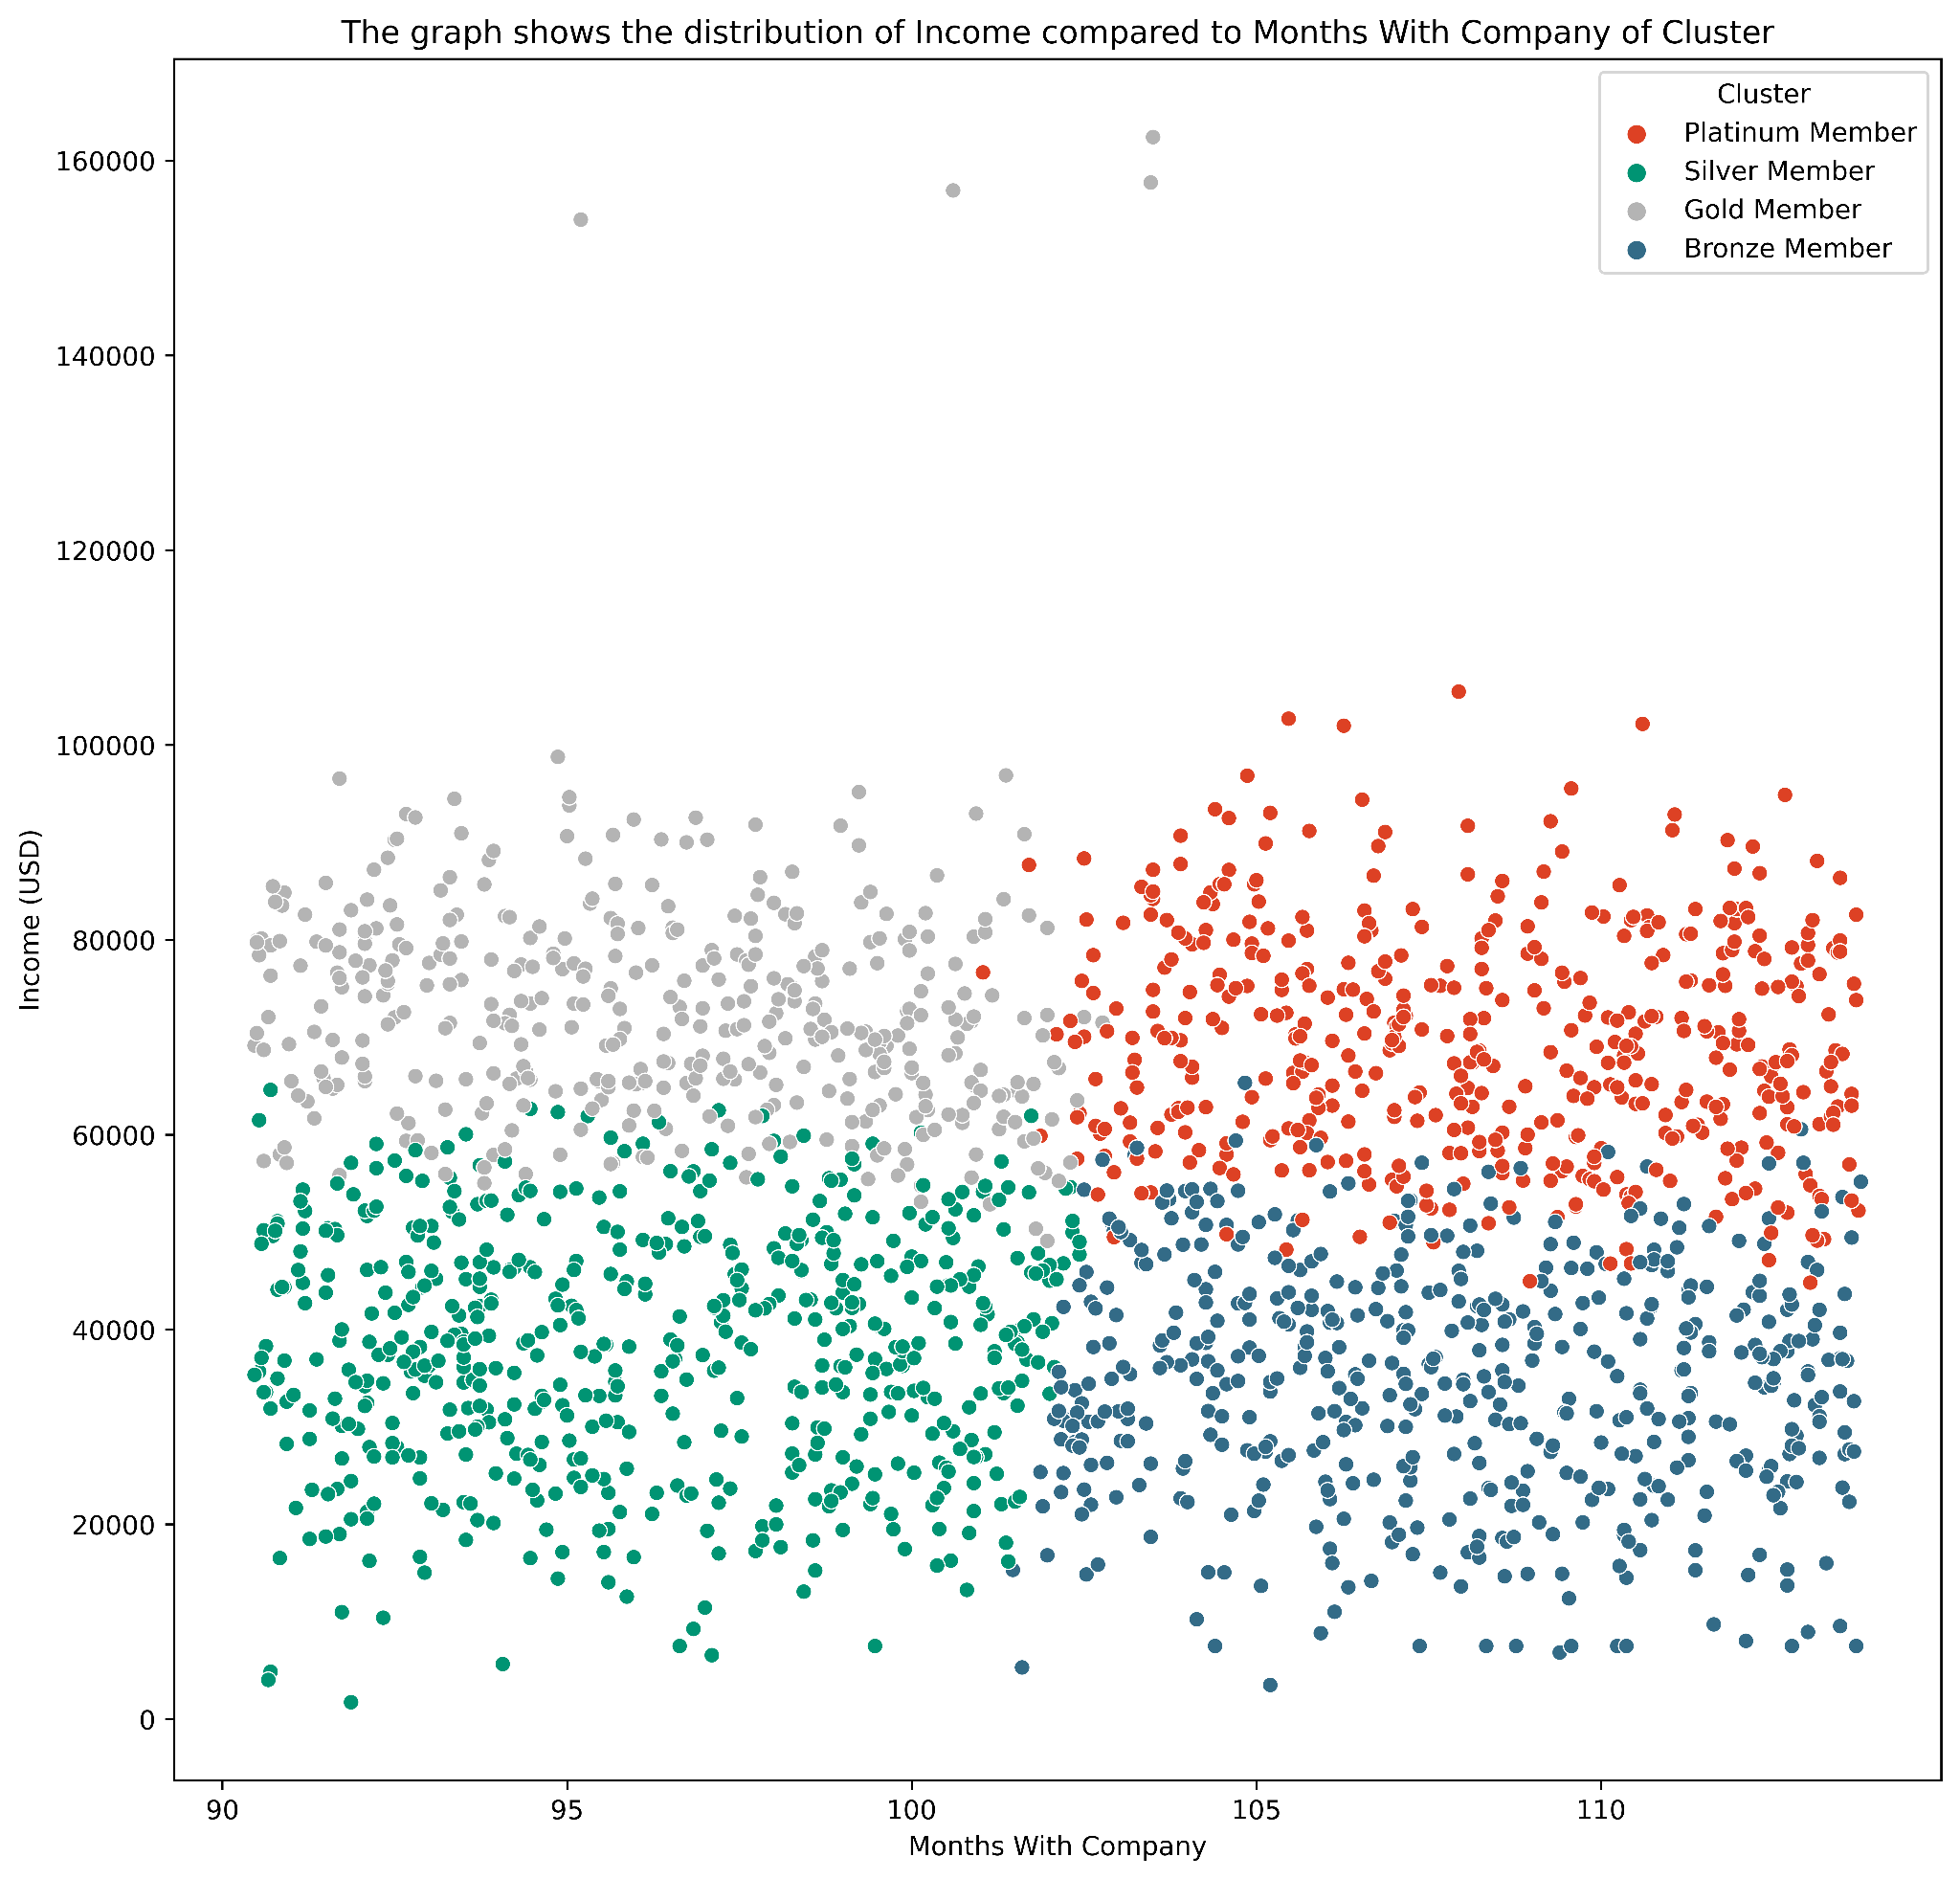 The graph shows the distribution of Income compared to Months With Company of Cluster
Cluster
Platinum Member
Silver Member
Gold Member
Bronze Member
160000
140000
120000
100000
80000
60000
40000
20000
0
Income (USD)
90 95 100 105 110
Months With Company